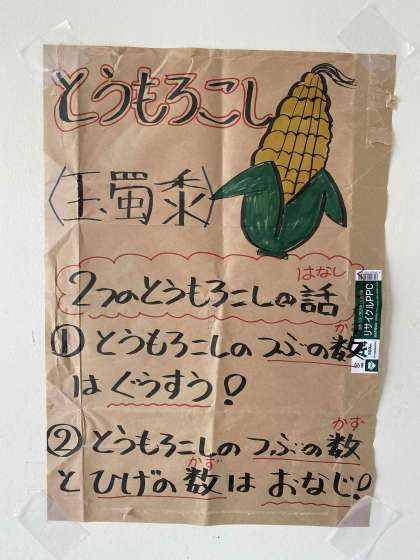 とうもろこし
〈玉蜀黍〉
2つのとうもろこしの話
はなし
① とうもろこしのつぶの数
かず
は ぐうすう!
② とうもろこしの つぶの数
かず
と ひげの 数は おなじ!
かず
リサイクルPPC